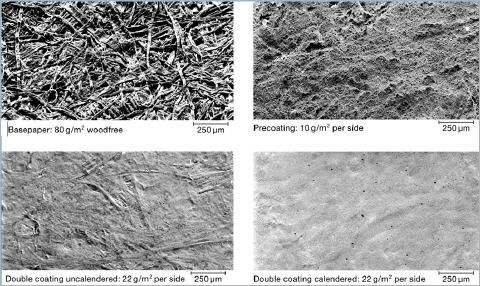 Basepaper: 80 g/m² woodfree 250 µm
Precoating: 10 g/m² per side 250 µm
Double coating uncalendered: 22 g/m² per side 250 µm
Double coating calendered: 22 g/m² per side 250 µm